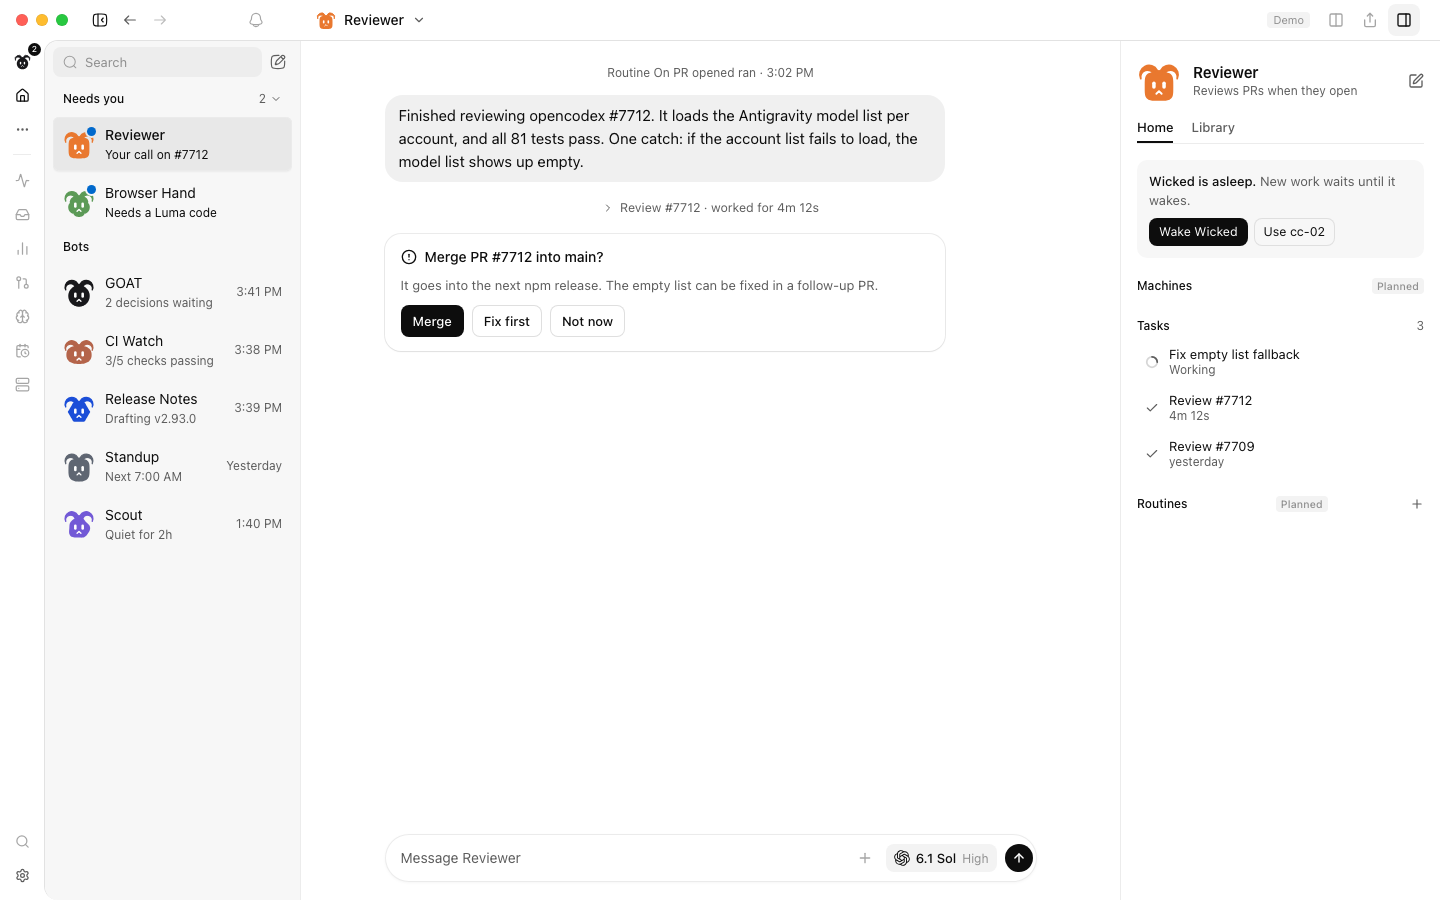 Reviewer
Demo
2
Search
Needs you
2
Reviewer
Your call on #7712
Browser Hand
Needs a Luma code
Bots
GOAT
3:41 PM
2 decisions waiting
CI Watch
3:38 PM
3/5 checks passing
Release Notes
3:39 PM
Drafting v2.93.0
Standup
Yesterday
Next 7:00 AM
Scout
1:40 PM
Quiet for 2h
Routine On PR opened ran · 3:02 PM
Finished reviewing opencodex #7712. It loads the Antigravity model list per
account, and all 81 tests pass. One catch: if the account list fails to load, the
model list shows up empty.
Review #7712 · worked for 4m 12s
Merge PR #7712 into main?
It goes into the next npm release. The empty list can be fixed in a follow-up PR.
Merge
Fix first
Not now
Message Reviewer
6.1 Sol High
Reviewer
Reviews PRs when they open
Home
Library
Wicked is asleep. New work waits until it
wakes.
Wake Wicked
Use cc-02
Machines
Planned
Tasks
3
Fix empty list fallback
Working
Review #7712
4m 12s
Review #7709
yesterday
Routines
Planned